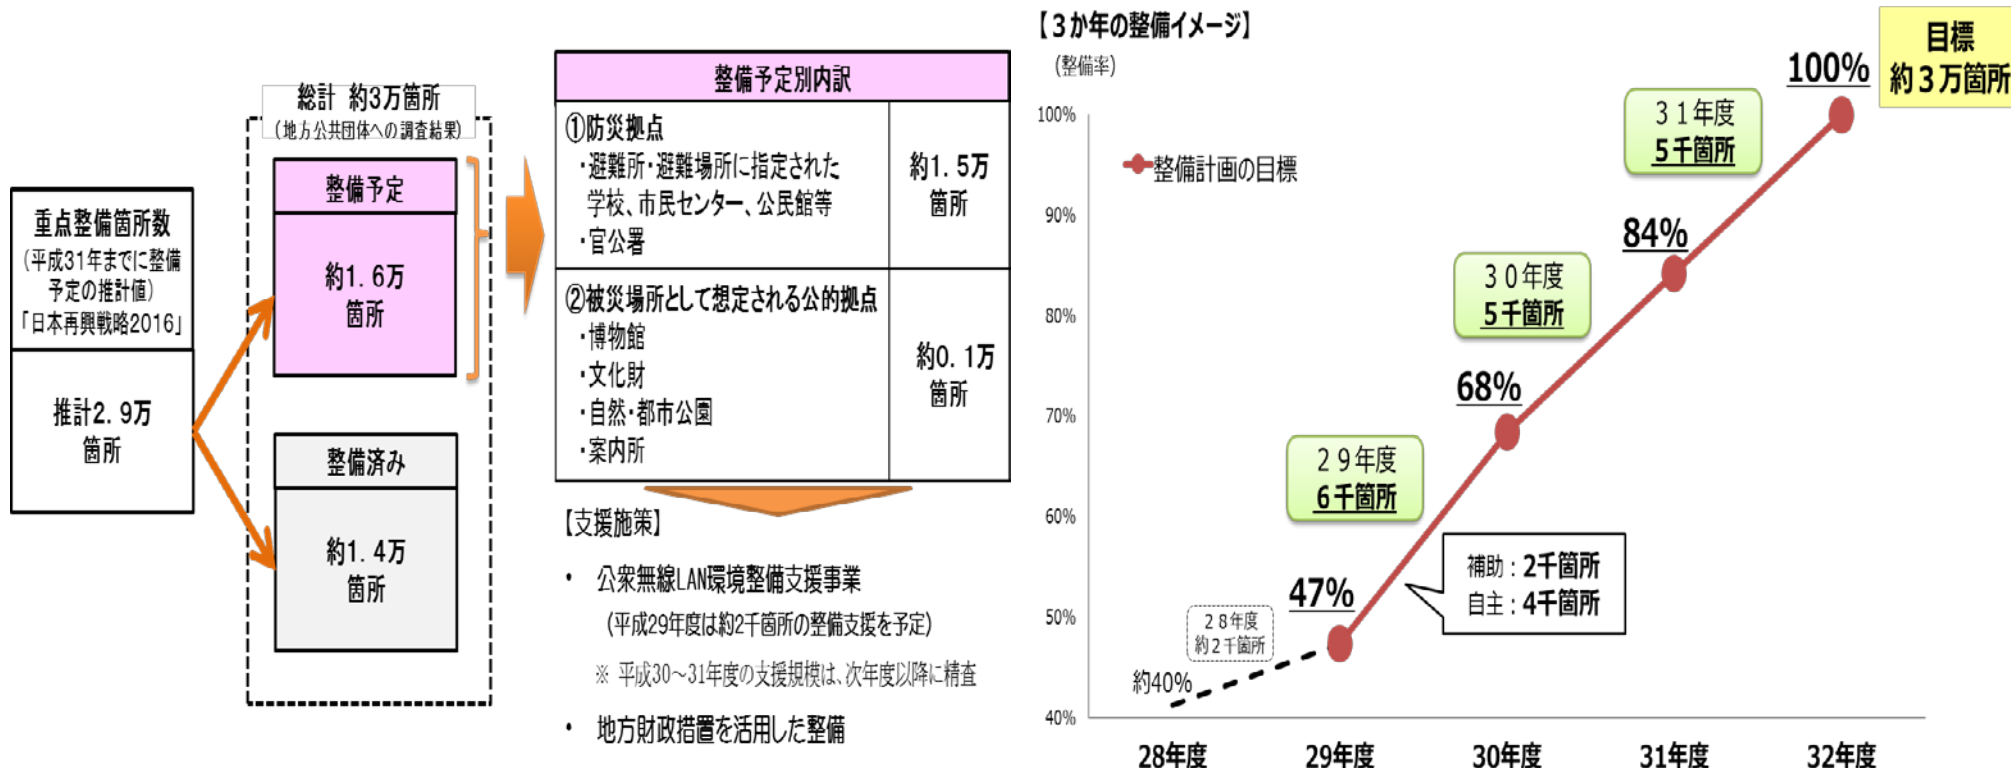 重点整備箇所数
(平成31年までに整備
予定の推計値)
「日本再興戦略2016」
推計2.9万
箇所
総計 約3万箇所
(地方公共団体への調査結果)
整備予定
約1.6万
箇所
整備済み
約1.4万
箇所
整備予定別内訳
①防災拠点
・避難所・避難場所に指定された
学校、市民センター、公民館等
・官公署
約1.5万
箇所
②被災場所として想定される公的拠点
・博物館
・文化財
・自然・都市公園
・案内所
約0.1万
箇所
【支援施策】
・ 公衆無線LAN環境整備支援事業
(平成29年度は約2千箇所の整備支援を予定)
※ 平成30～31年度の支援規模は、次年度以降に精査
・ 地方財政措置を活用した整備
【３か年の整備イメージ】
(整備率)
目標
約３万箇所
100%
90%
80%
70%
60%
50%
40%
整備計画の目標
100%
３１年度
５千箇所
84%
３０年度
５千箇所
68%
２９年度
６千箇所
47%
補助：2千箇所
自主：4千箇所
２８年度
約２千箇所
約40%
28年度
29年度
30年度
31年度
32年度